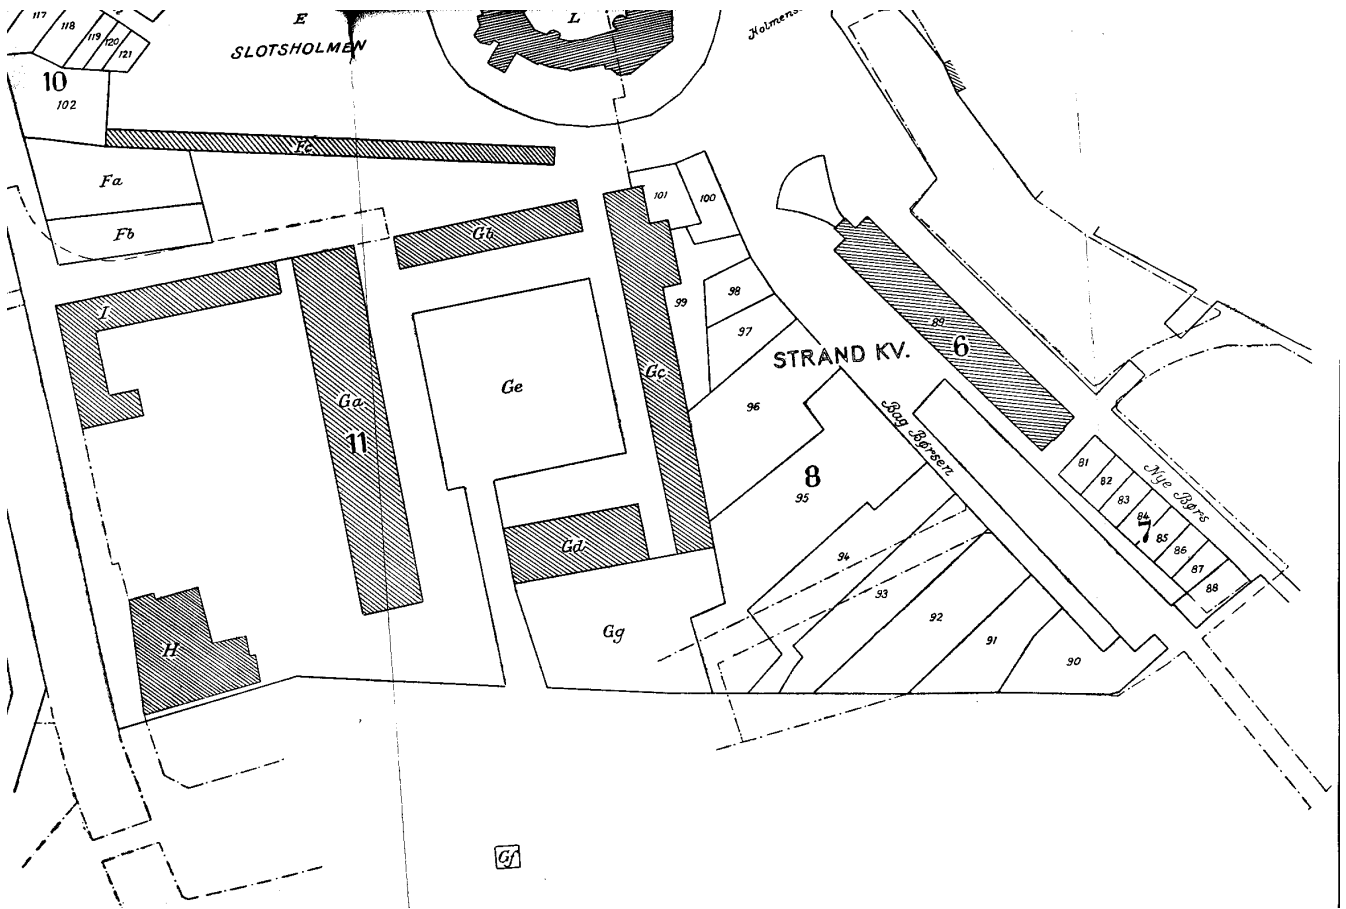 117
118
119
120
121
E
SLOTSHOLMEN
L
Holmens
10
102
Fc
Fa
Fb
101
100
Gb
I
99
98
97
89
6
STRAND KV.
Ge
Gc
Ga
11
96
Bag Børsen
8
95
81
82
83
84
85
86
87
88
7
Nye Børs
Gd
94
93
92
91
90
Gg
H
Gf